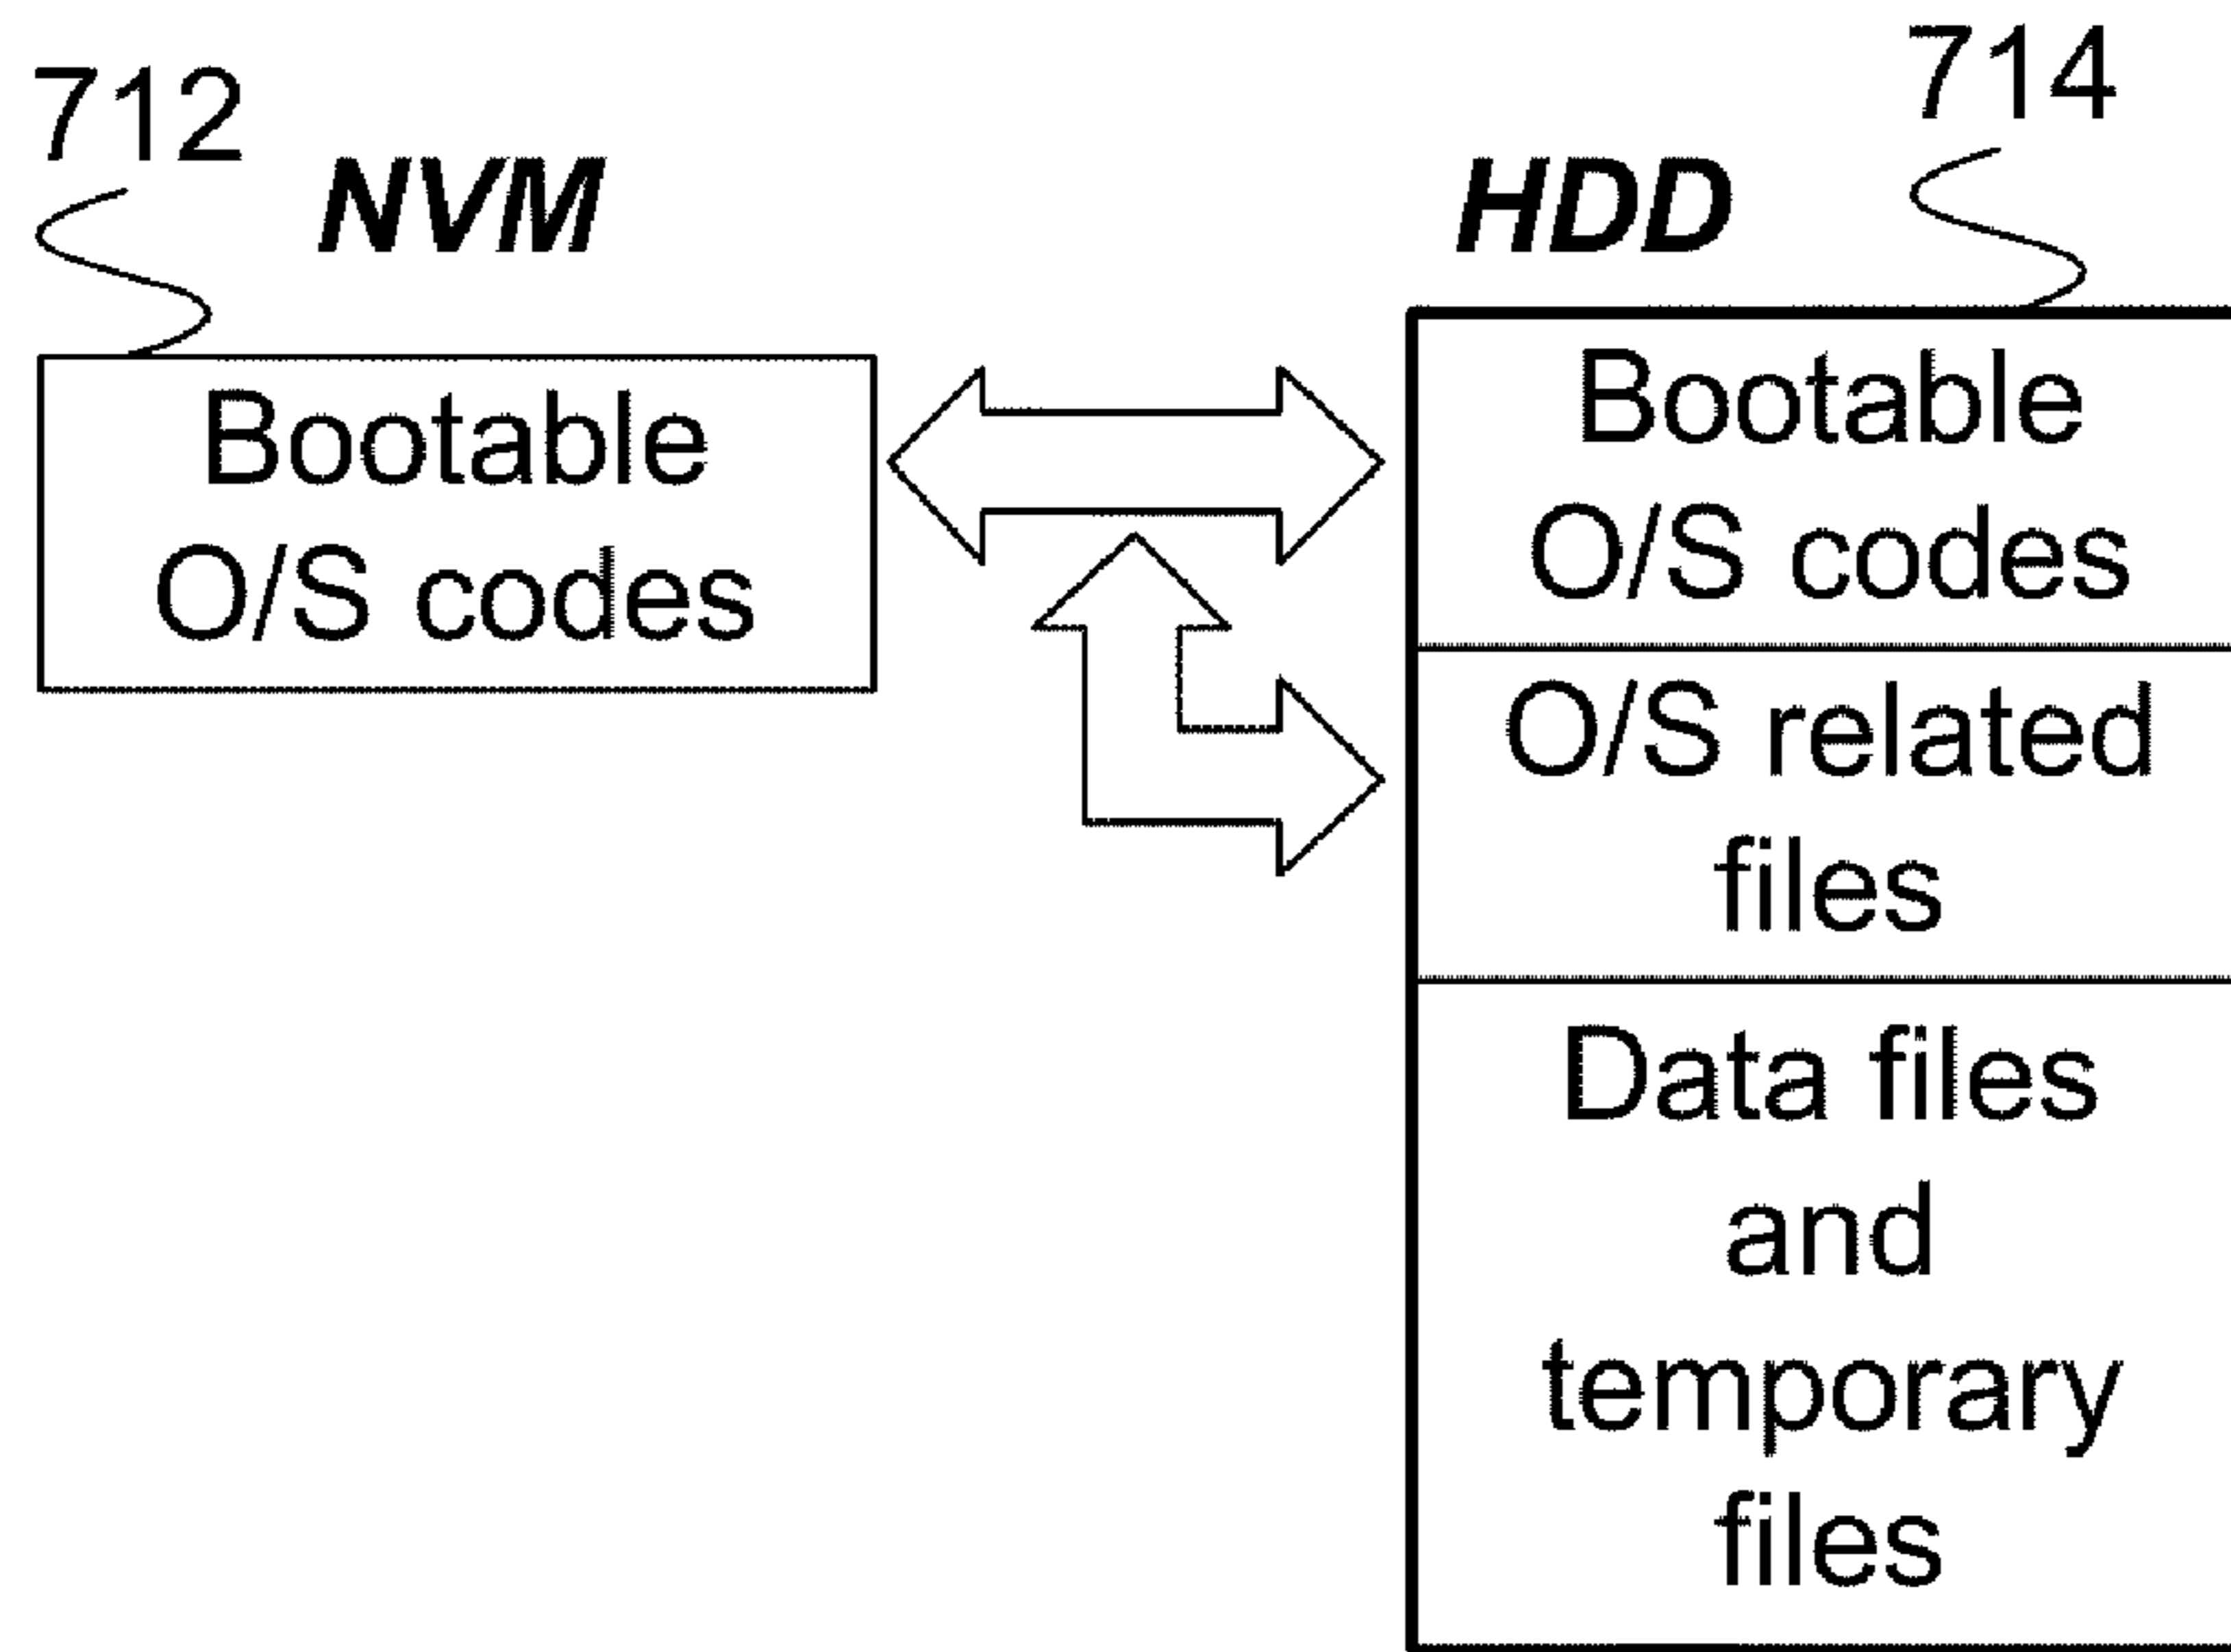 712
NVM
Bootable
O/S codes
714
HDD
Bootable
O/S codes
O/S related
files
Data files
and
temporary
files